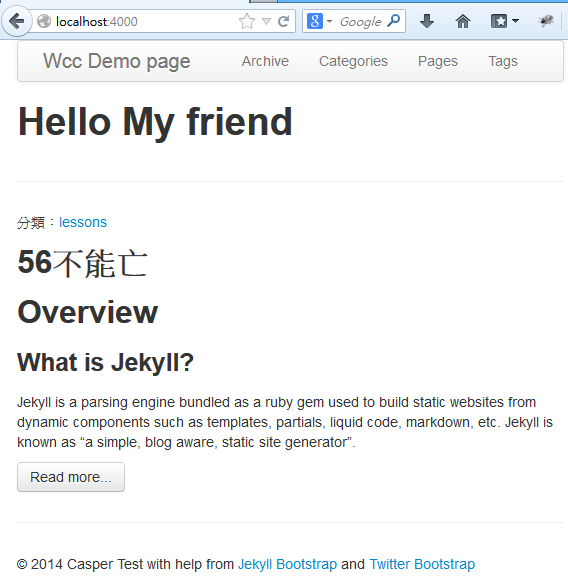 localhost:4000
Google
Wcc Demo page Archive Categories Pages Tags
Hello My friend
分類：lessons
56不能亡
Overview
What is Jekyll?
Jekyll is a parsing engine bundled as a ruby gem used to build static websites from
dynamic components such as templates, partials, liquid code, markdown, etc. Jekyll is
known as “a simple, blog aware, static site generator”.
Read more...
© 2014 Casper Test with help from Jekyll Bootstrap and Twitter Bootstrap